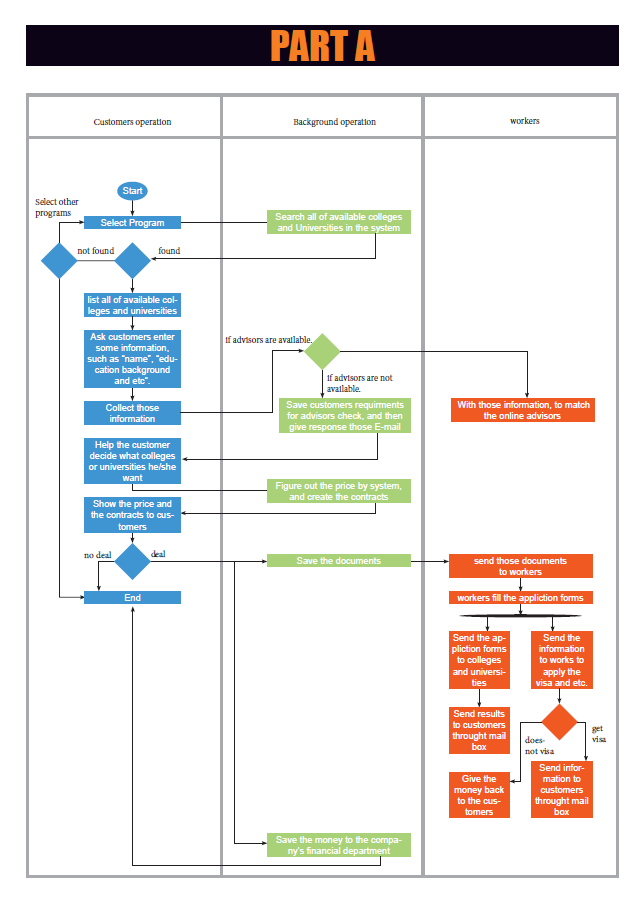 PART A
Customers operation
Background operation
workers
Start
Select other
programs
Select Program
Search all of available colleges
and Universities in the system
not found
found
list all of available col-
leges and universities
Ask customers enter
some information,
such as "name", "edu-
cation background
and etc".
if advisors are available.
if advisors are not
available.
Collect those
information
Save customers requirments
for advisors check, and then
give response those E-mail
With those information, to match
the online advisors
Help the customer
decide what colleges
or universities he/she
want
Figure out the price by system,
and create the contracts
Show the price and
the contracts to cus-
tomers
no deal
deal
Save the documents
send those documents
to workers
End
workers fill the appliction forms
Send the ap-
pliction forms
to colleges
and universi-
ties
Send the
information
to works to
apply the
visa and etc.
Send results
to customers
throught mail
box
does-
not visa
get
visa
Give the
money back
to the cus-
tomers
Send infor-
mation to
customers
throught mail
box
Save the money to the compa-
ny's financial department